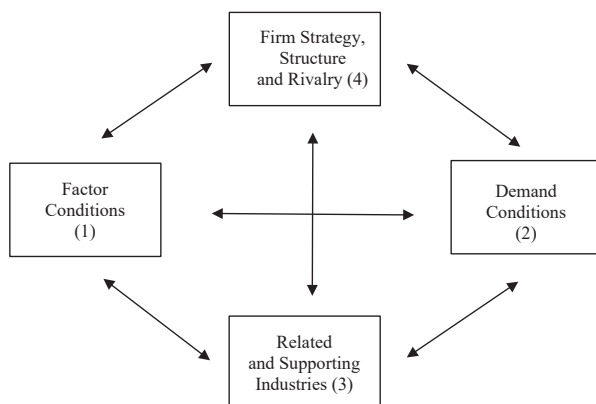 Firm Strategy,
Structure
and Rivalry (4)
Factor
Conditions
(1)
Demand
Conditions
(2)
Related
and Supporting
Industries (3)